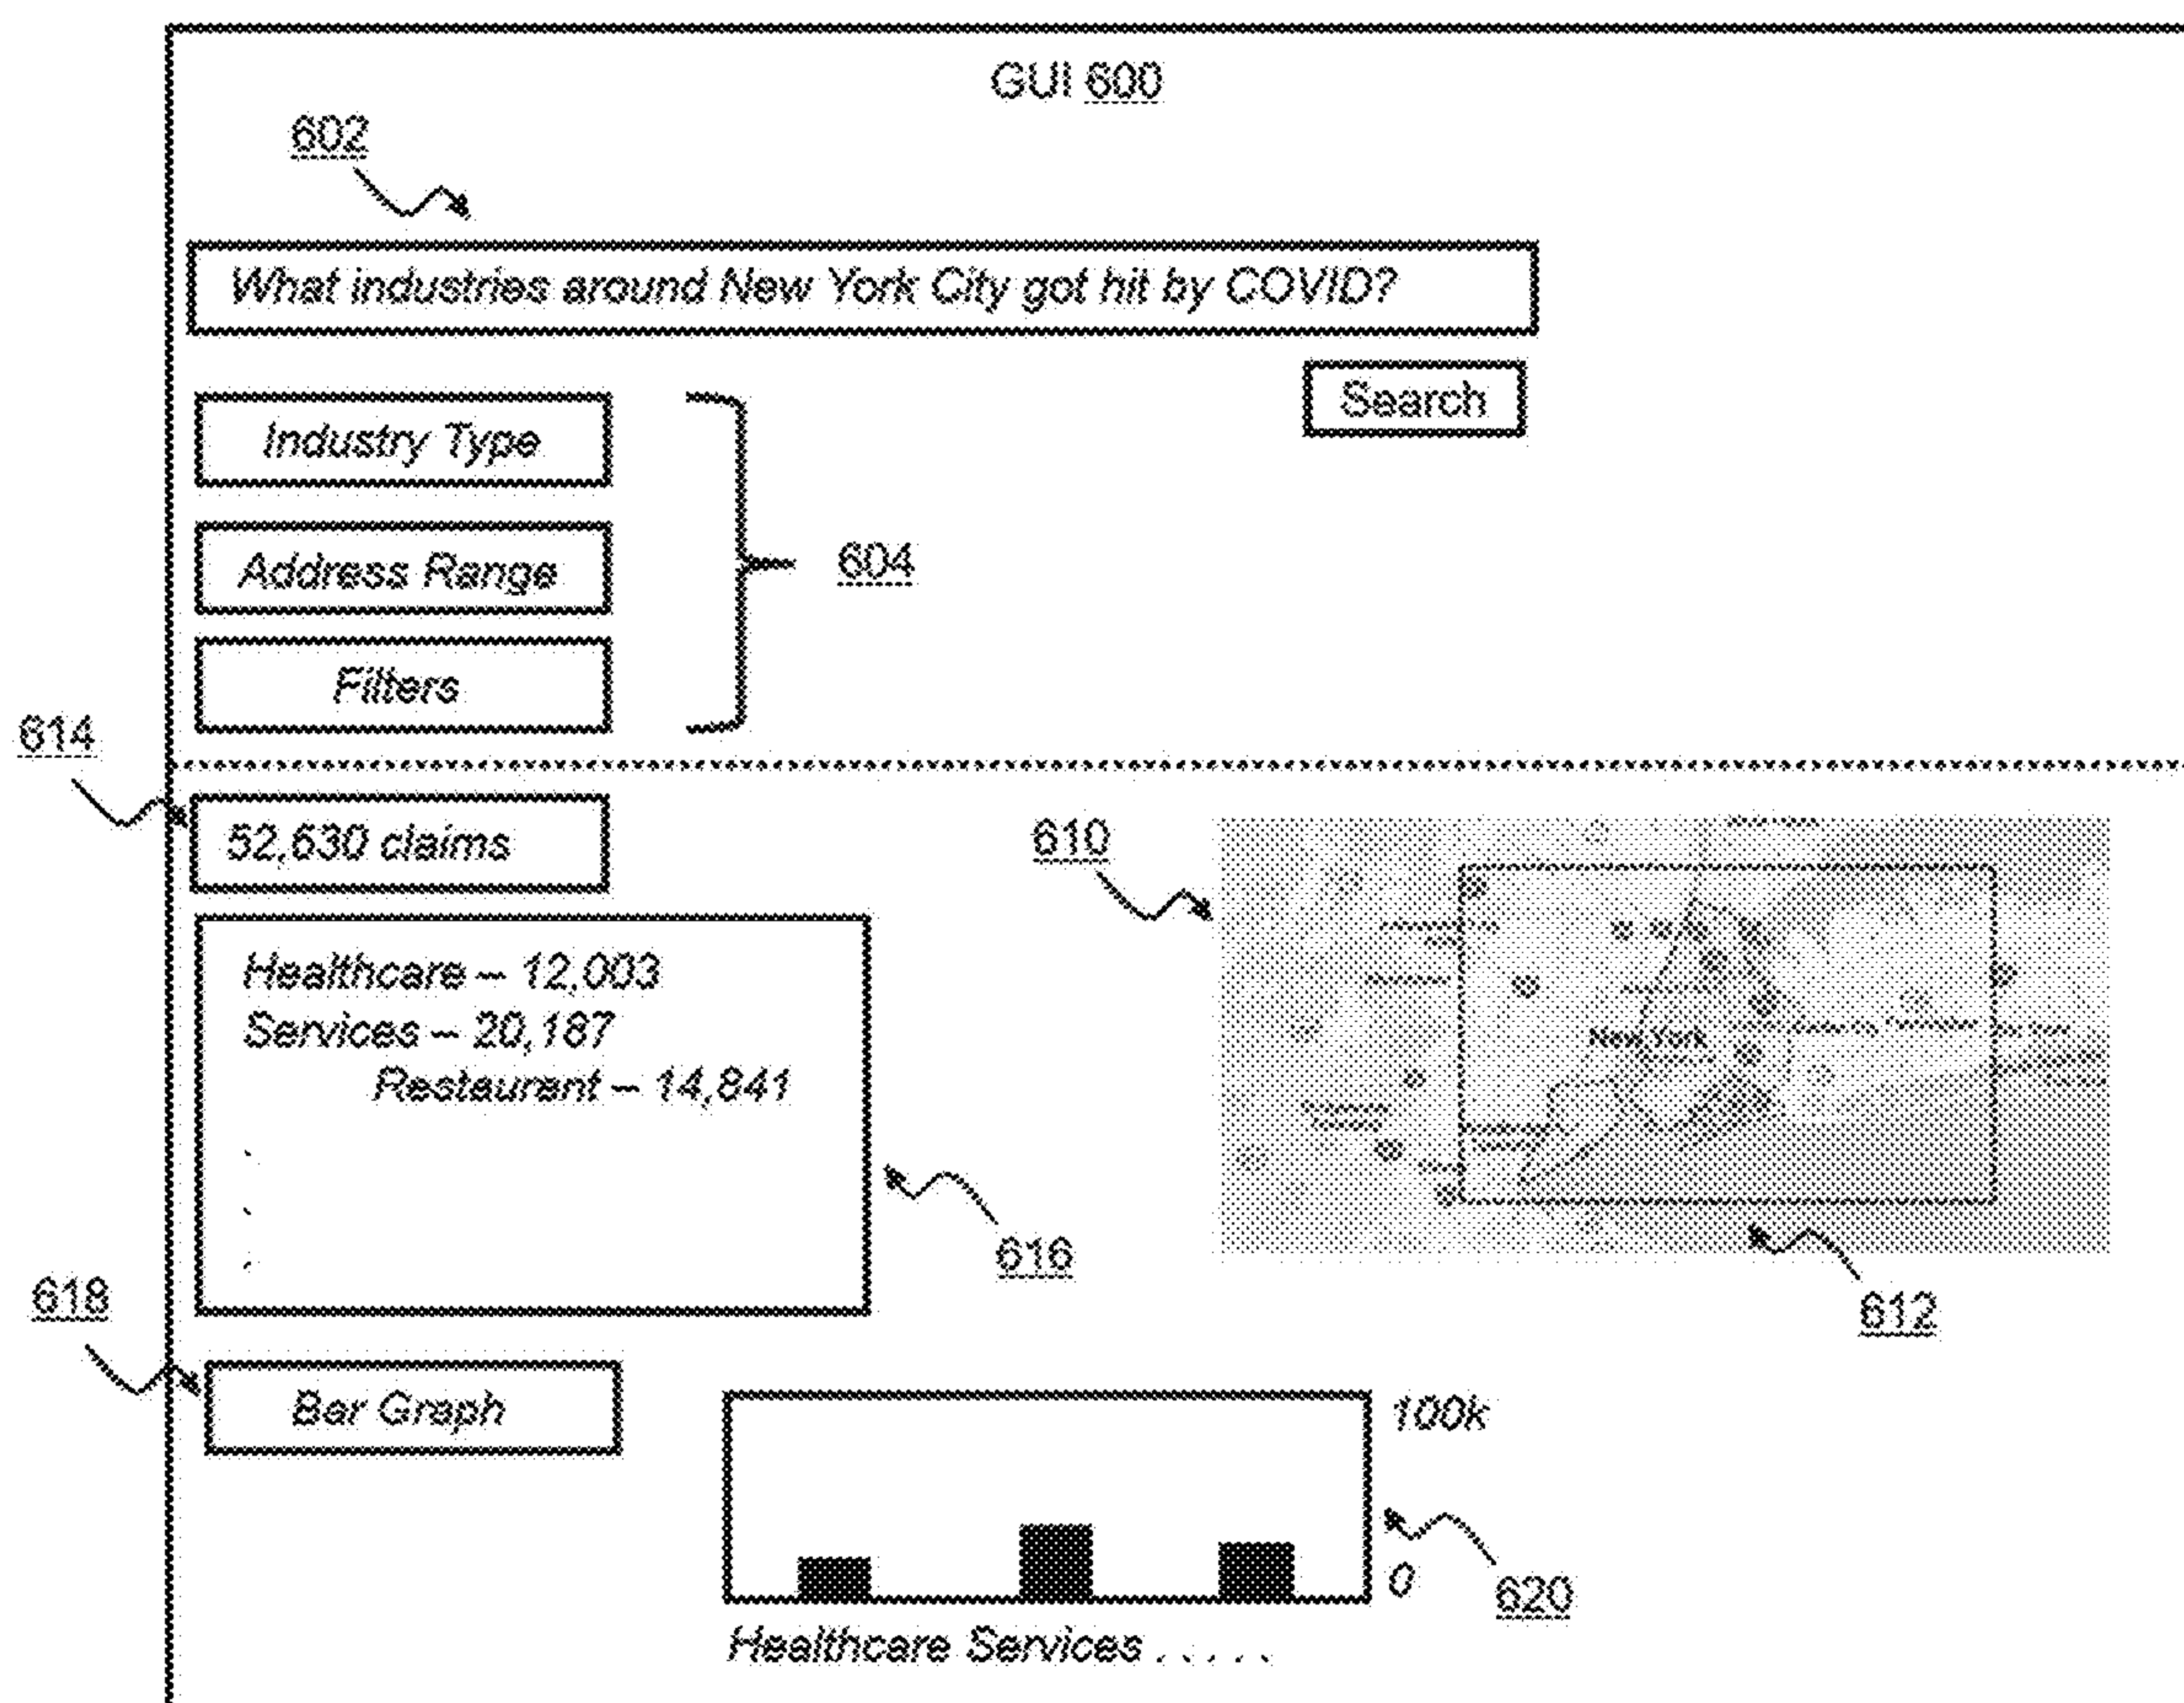 GUI 600
602
What industries around New York City got hit by COVID?
Search
Industry Type
Address Range
Filters
604
614
52,630 claims
610
Healthcare – 12,003
Services – 20,187
Restaurant – 14,841
.
.
.
616
New York
612
618
Bar Graph
100k
0
620
Healthcare Services . . . . .